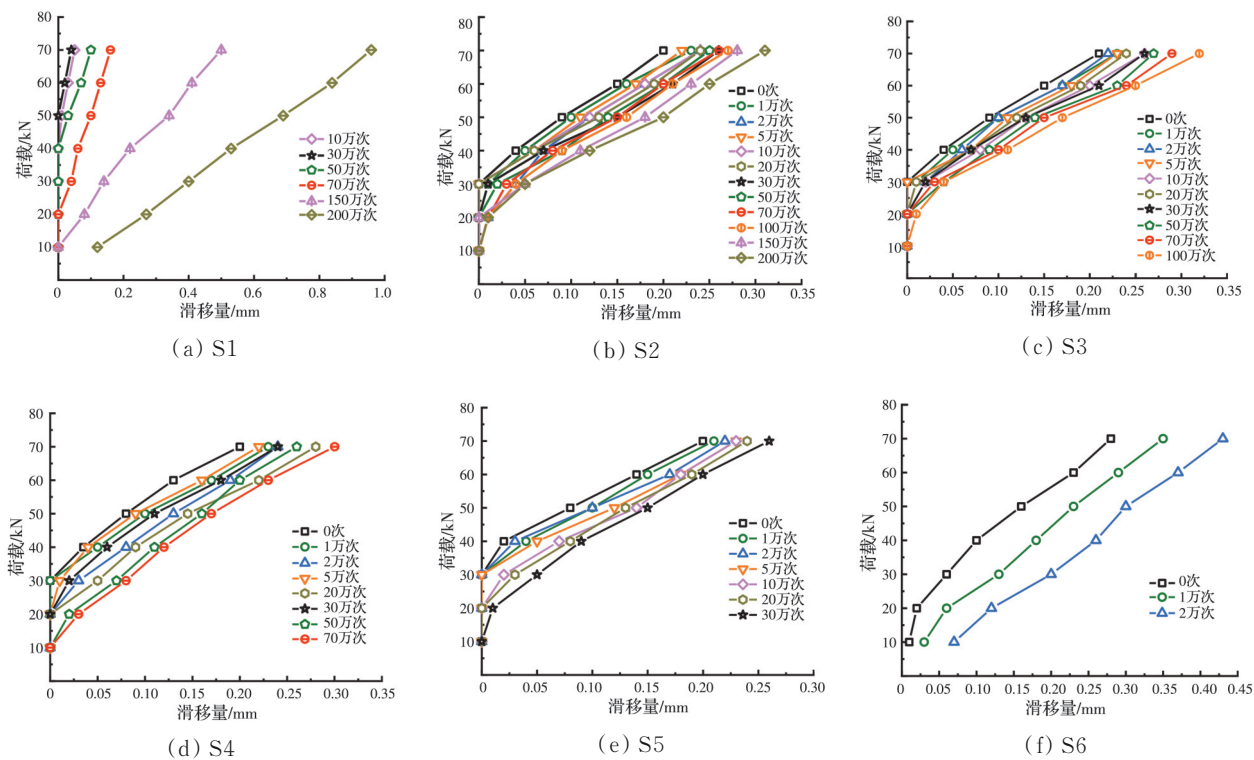 80
70
60
50
40
30
20
10
荷载/kN
10万次
30万次
50万次
70万次
150万次
200万次
0 0.2 0.4 0.6 0.8 1.0
滑移量/mm
(a) S1
80
70
60
50
40
30
20
10
荷载/kN
0次
1万次
2万次
5万次
10万次
20万次
30万次
50万次
70万次
100万次
150万次
200万次
0 0.05 0.10 0.15 0.20 0.25 0.30 0.35
滑移量/mm
(b) S2
80
70
60
50
40
30
20
10
荷载/kN
0次
1万次
2万次
5万次
10万次
20万次
30万次
50万次
70万次
100万次
0 0.05 0.10 0.15 0.20 0.25 0.30 0.35
滑移量/mm
(c) S3
80
70
60
50
40
30
20
10
荷载/kN
0次
1万次
2万次
5万次
20万次
30万次
50万次
70万次
0 0.05 0.10 0.15 0.20 0.25 0.30 0.35
滑移量/mm
(d) S4
80
70
60
50
40
30
20
10
荷载/kN
0次
1万次
2万次
5万次
10万次
20万次
30万次
0 0.05 0.10 0.15 0.20 0.25 0.30
滑移量/mm
(e) S5
80
70
60
50
40
30
20
10
荷载/kN
0次
1万次
2万次
0 0.05 0.10 0.15 0.20 0.25 0.30 0.35 0.40 0.45
滑移量/mm
(f) S6